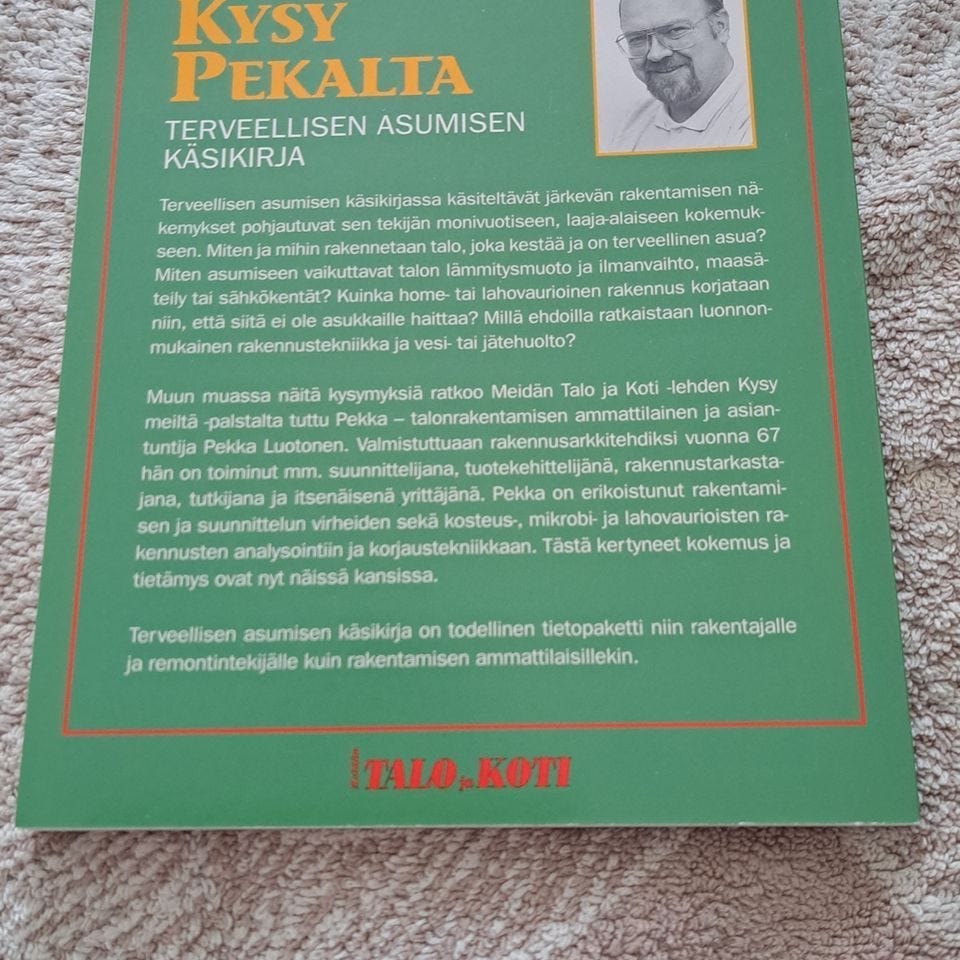 KYSY
PEKALTA
TERVEELLISEN ASUMISEN
KÄSIKIRJA
Terveellisen asumisen käsikirjassa käsiteltävät järkevän rakentamisen nä-
kemykset pohjautuvat sen tekijän monivuotiseen, laaja-alaiseen kokemuk-
seen. Miten ja mihin rakennetaan talo, joka kestää ja on terveellinen asua?
Miten asumiseen vaikuttavat talon lämmitysmuoto ja ilmanvaihto, maasä-
teily tai sähkökentät? Kuinka home- tai lahovaurioinen rakennus korjataan
niin, että siitä ei ole asukkaille haittaa? Millä ehdoilla ratkaistaan luonnon-
mukainen rakennustekniikka ja vesi- tai jätehuolto?
Muun muassa näitä kysymyksiä ratkoo Meidän Talo ja Koti -lehden Kysy
meiltä -palstalta tuttu Pekka – talonrakentamisen ammattilainen ja asian-
tuntija Pekka Luotonen. Valmistuttuaan rakennusarkkitehdiksi vuonna 67
hän on toiminut mm. suunnittelijana, tuotekehittelijänä, rakennustarkasta-
jana, tutkijana ja itsenäisenä yrittäjänä. Pekka on erikoistunut rakentami-
sen ja suunnittelun virheiden sekä kosteus-, mikrobi- ja lahovaurioisten ra-
kennusten analysointiin ja korjaustekniikkaan. Tästä kertyneet kokemus ja
tietämys ovat nyt näissä kansissa.
Terveellisen asumisen käsikirja on todellinen tietopaketti niin rakentajalle
ja remontintekijälle kuin rakentamisen ammattilaisillekin.
Meidän TALO ja KOTI